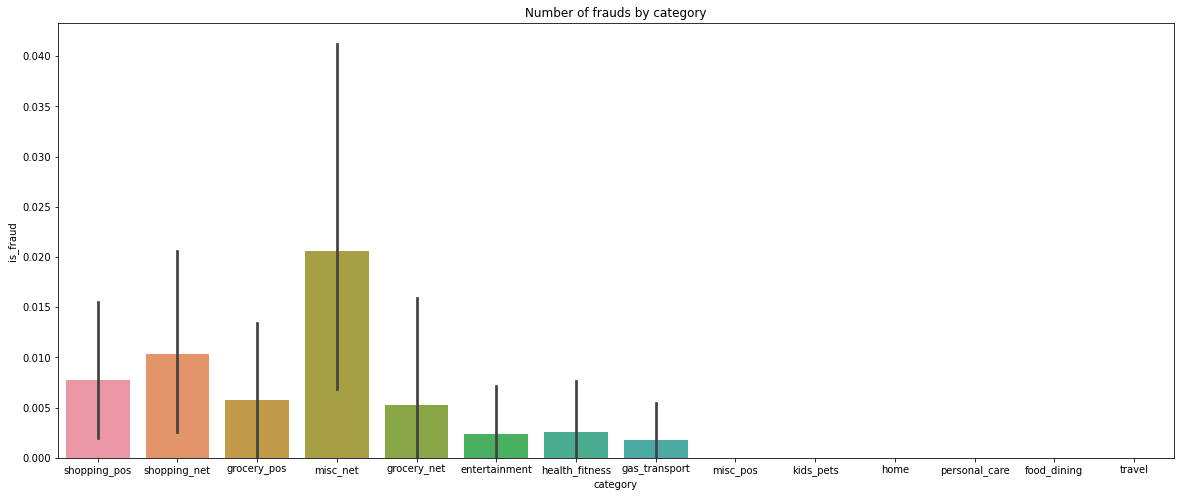 Number of frauds by category
0.040
0.035
0.030
0.025
0.020
0.015
0.010
0.005
0.000
is_fraud
shopping_pos shopping_net grocery_pos misc_net grocery_net entertainment health_fitness gas_transport misc_pos kids_pets home personal_care food_dining travel
category